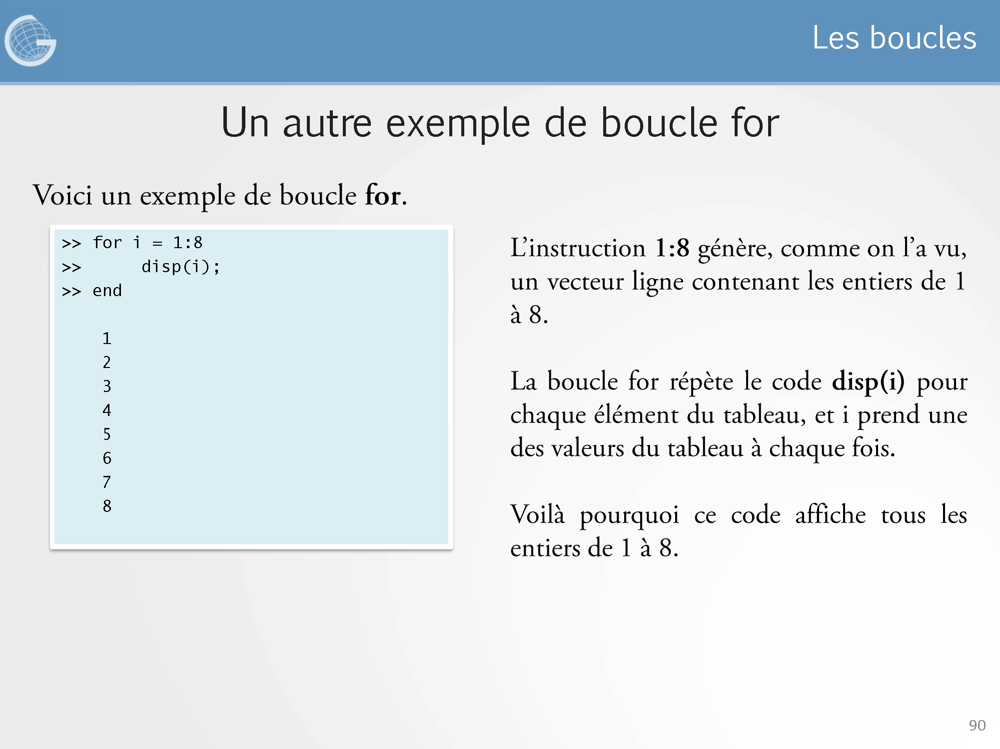 Les boucles
Un autre exemple de boucle for
Voici un exemple de boucle for.
>> for i = 1:8
>>      disp(i);
>> end
1
2
3
4
5
6
7
8
L’instruction 1:8 génère, comme on l’a vu,
un vecteur ligne contenant les entiers de 1
à 8.
La boucle for répète le code disp(i) pour
chaque élément du tableau, et i prend une
des valeurs du tableau à chaque fois.
Voilà pourquoi ce code affiche tous les
entiers de 1 à 8.
90